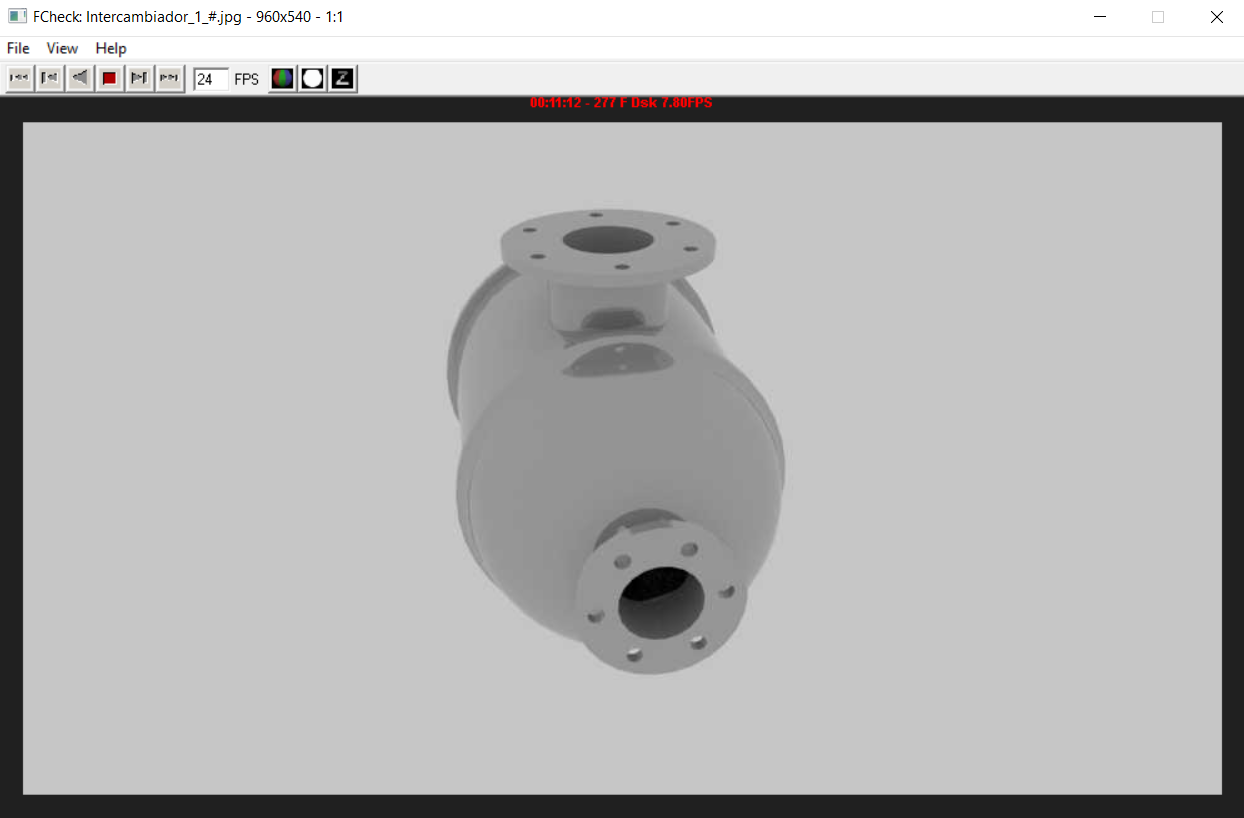 FCheck: Intercambiador_1_#.jpg - 960x540 - 1:1
File View Help
24 FPS Z
00:11:12 - 277 F Dsk 7.80FPS